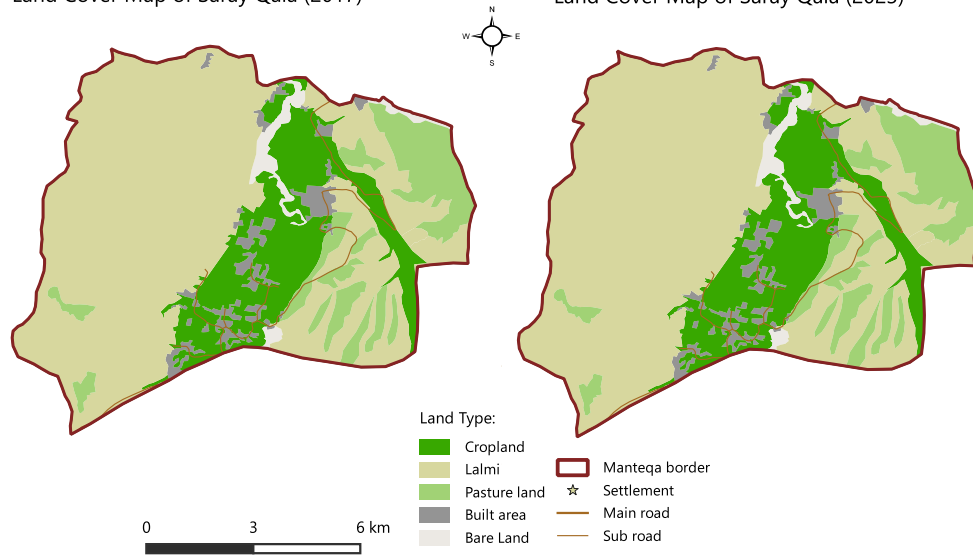 N
W E
S
Land Type:
Cropland
Lalmi
Pasture land
Built area
Bare Land
Manteqa border
Settlement
Main road
Sub road
0 3 6 km